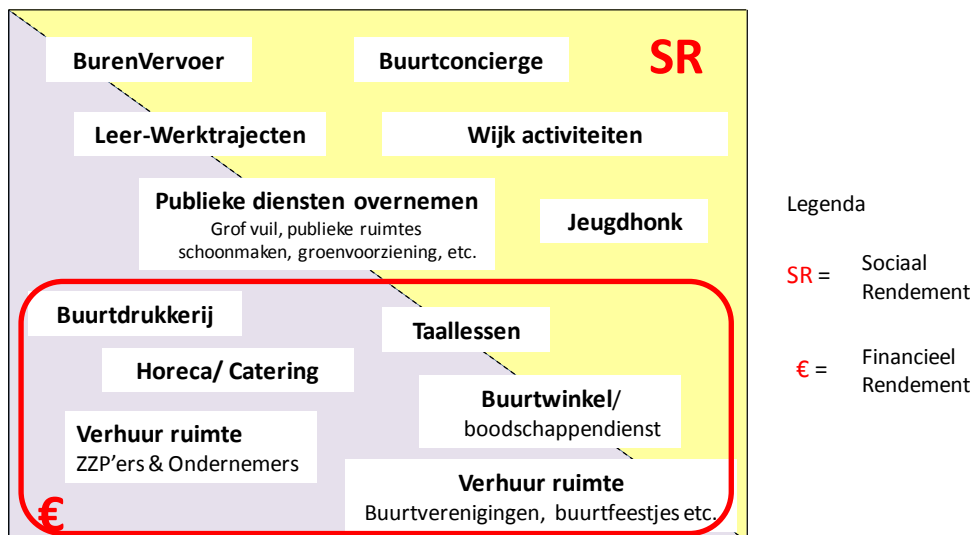 BurenVervoer
Buurtconcierge
SR
Leer-Werktrajecten
Wijk activiteiten
Publieke diensten overnemen
Grof vuil, publieke ruimtes
schoonmaken, groenvoorziening, etc.
Jeugdhonk
Buurtdrukkerij
Taallessen
Horeca/ Catering
Buurtwinkel/
boodschappendienst
Verhuur ruimte
ZZP'ers & Ondernemers
Verhuur ruimte
Buurtverenigingen, buurtfeestjes etc.
€
Legenda
SR = Sociaal
Rendement
€ = Financieel
Rendement